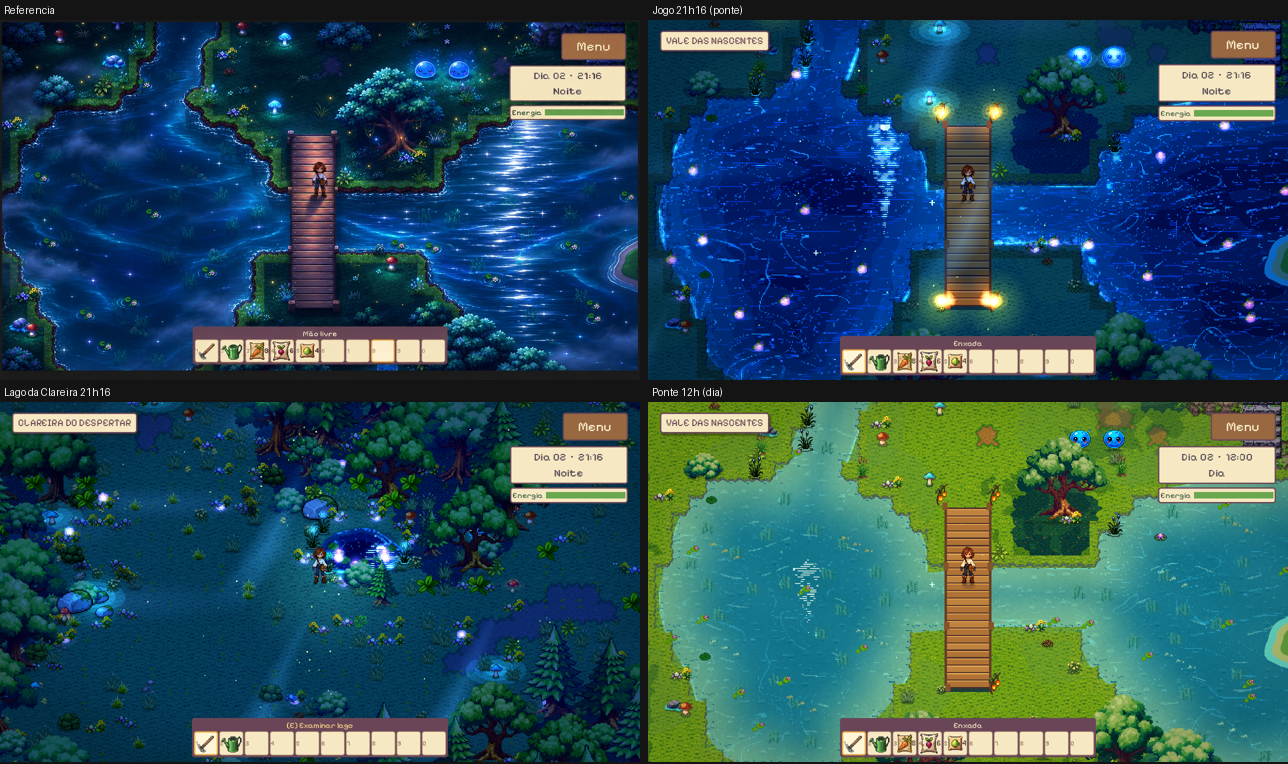 Referencia
Menu
Dia 02 · 21:16
Noite
Energia
Mão livre
Jogo 21h16 (ponte)
VALE DAS NASCENTES
Menu
Dia 02 · 21:16
Noite
Energia
Enxada
Lago da Clareira 21h16
CLAREIRA DO DESPERTAR
Menu
Dia 02 · 21:16
Noite
Energia
(E) Examinar lago
Ponte 12h (dia)
VALE DAS NASCENTES
Menu
Dia 02 · 12:00
Dia
Energia
Enxada